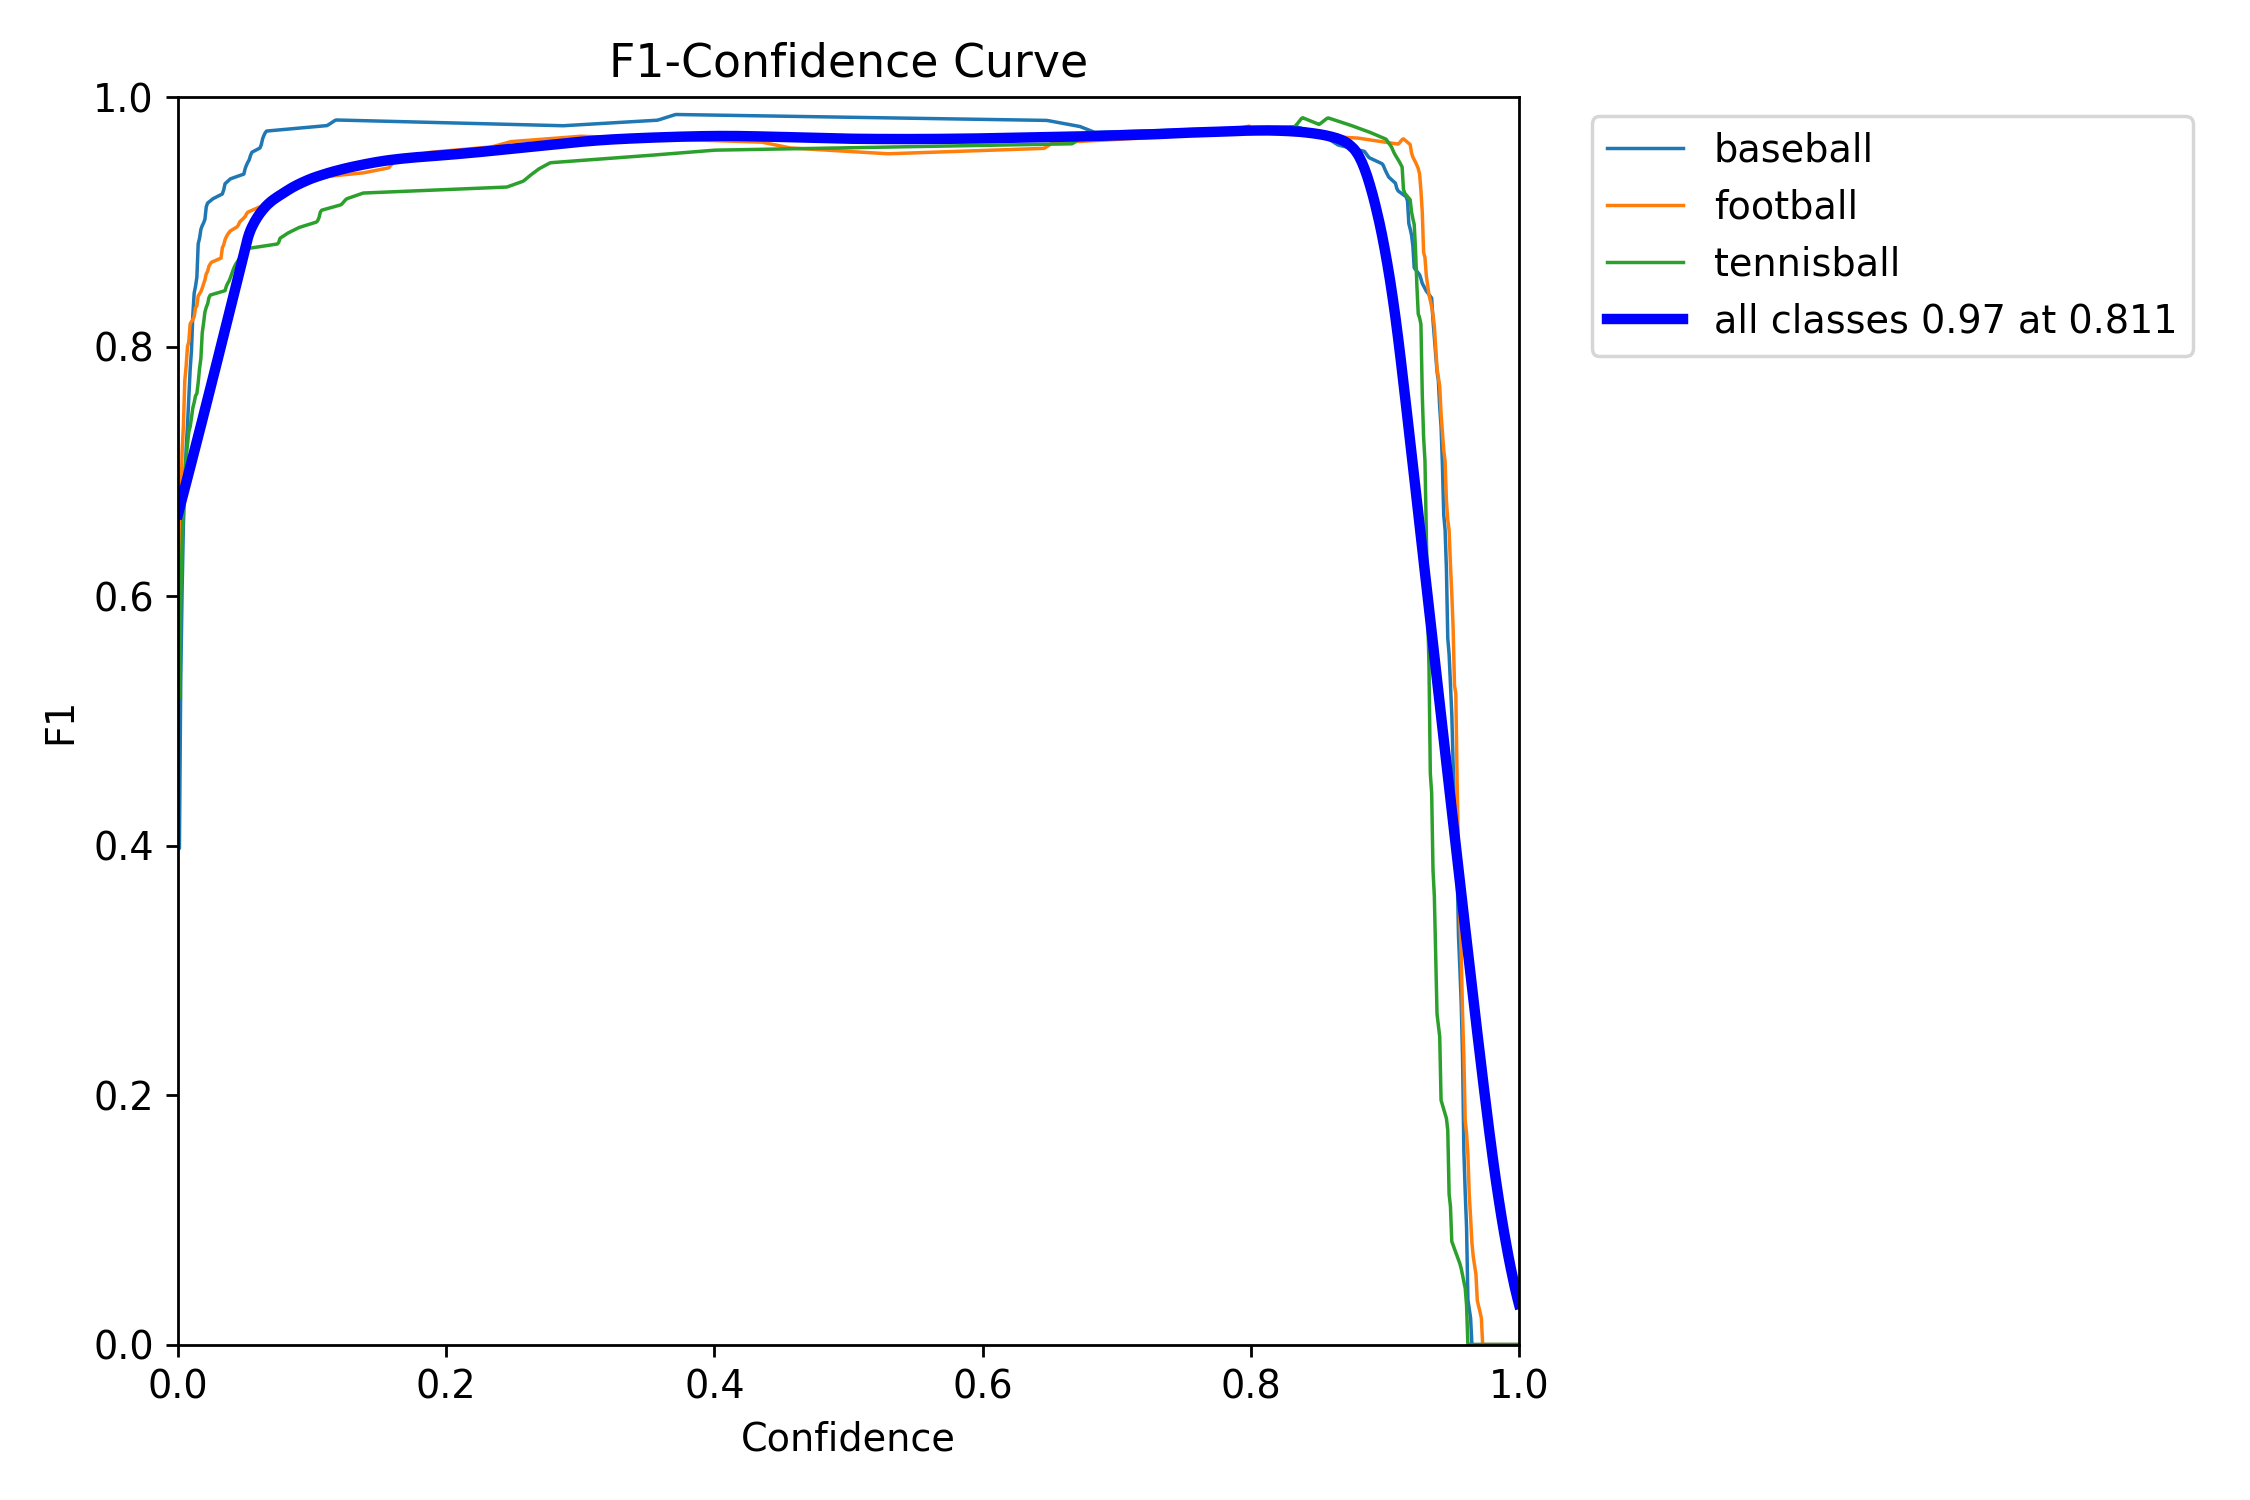 F1-Confidence Curve
1.0
0.8
0.6
0.4
0.2
0.0
F1
0.0 0.2 0.4 0.6 0.8 1.0
Confidence
baseball
football
tennisball
all classes 0.97 at 0.811